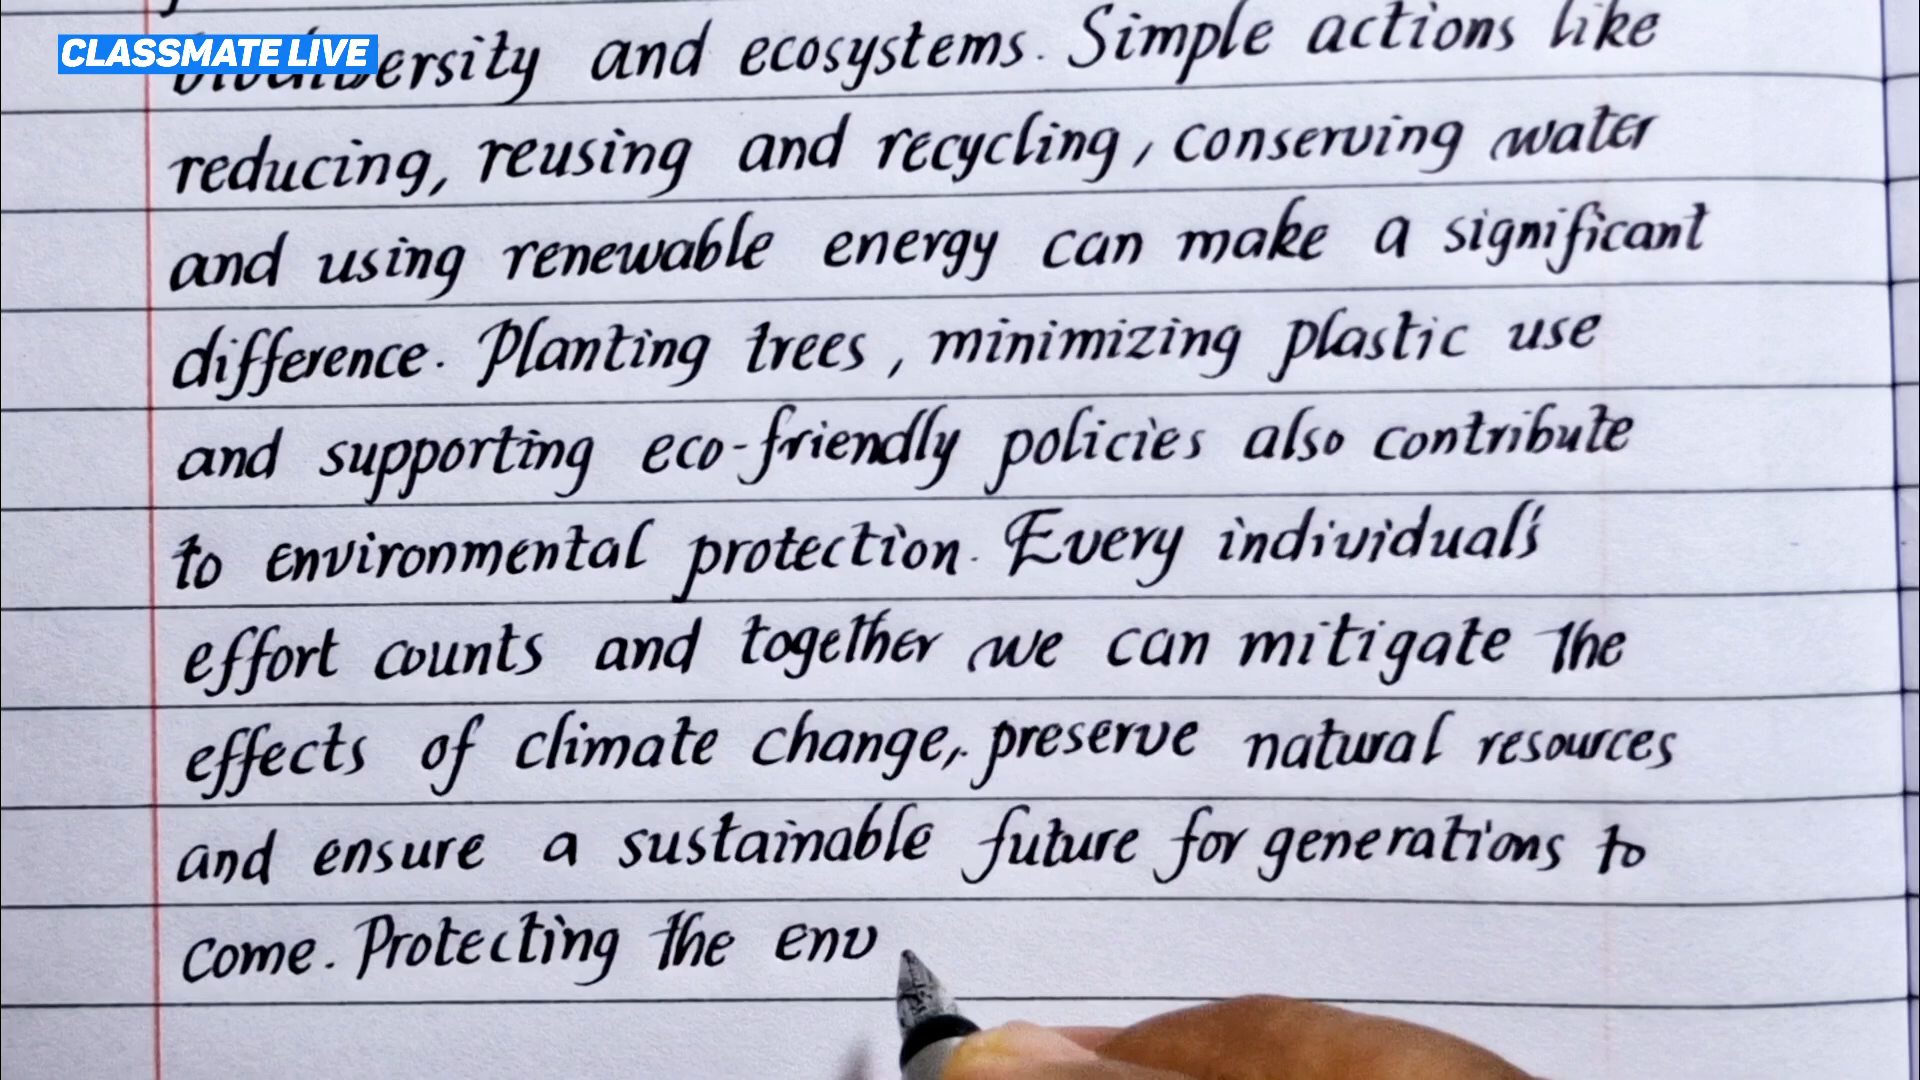 CLASSMATE LIVE
biodiversity and ecosystems. Simple actions like
reducing, reusing and recycling, conserving water
and using renewable energy can make a significant
difference. Planting trees, minimizing plastic use
and supporting eco-friendly policies also contribute
to environmental protection. Every individual's
effort counts and together we can mitigate the
effects of climate change, preserve natural resources
and ensure a sustainable future for generations to
come. Protecting the env